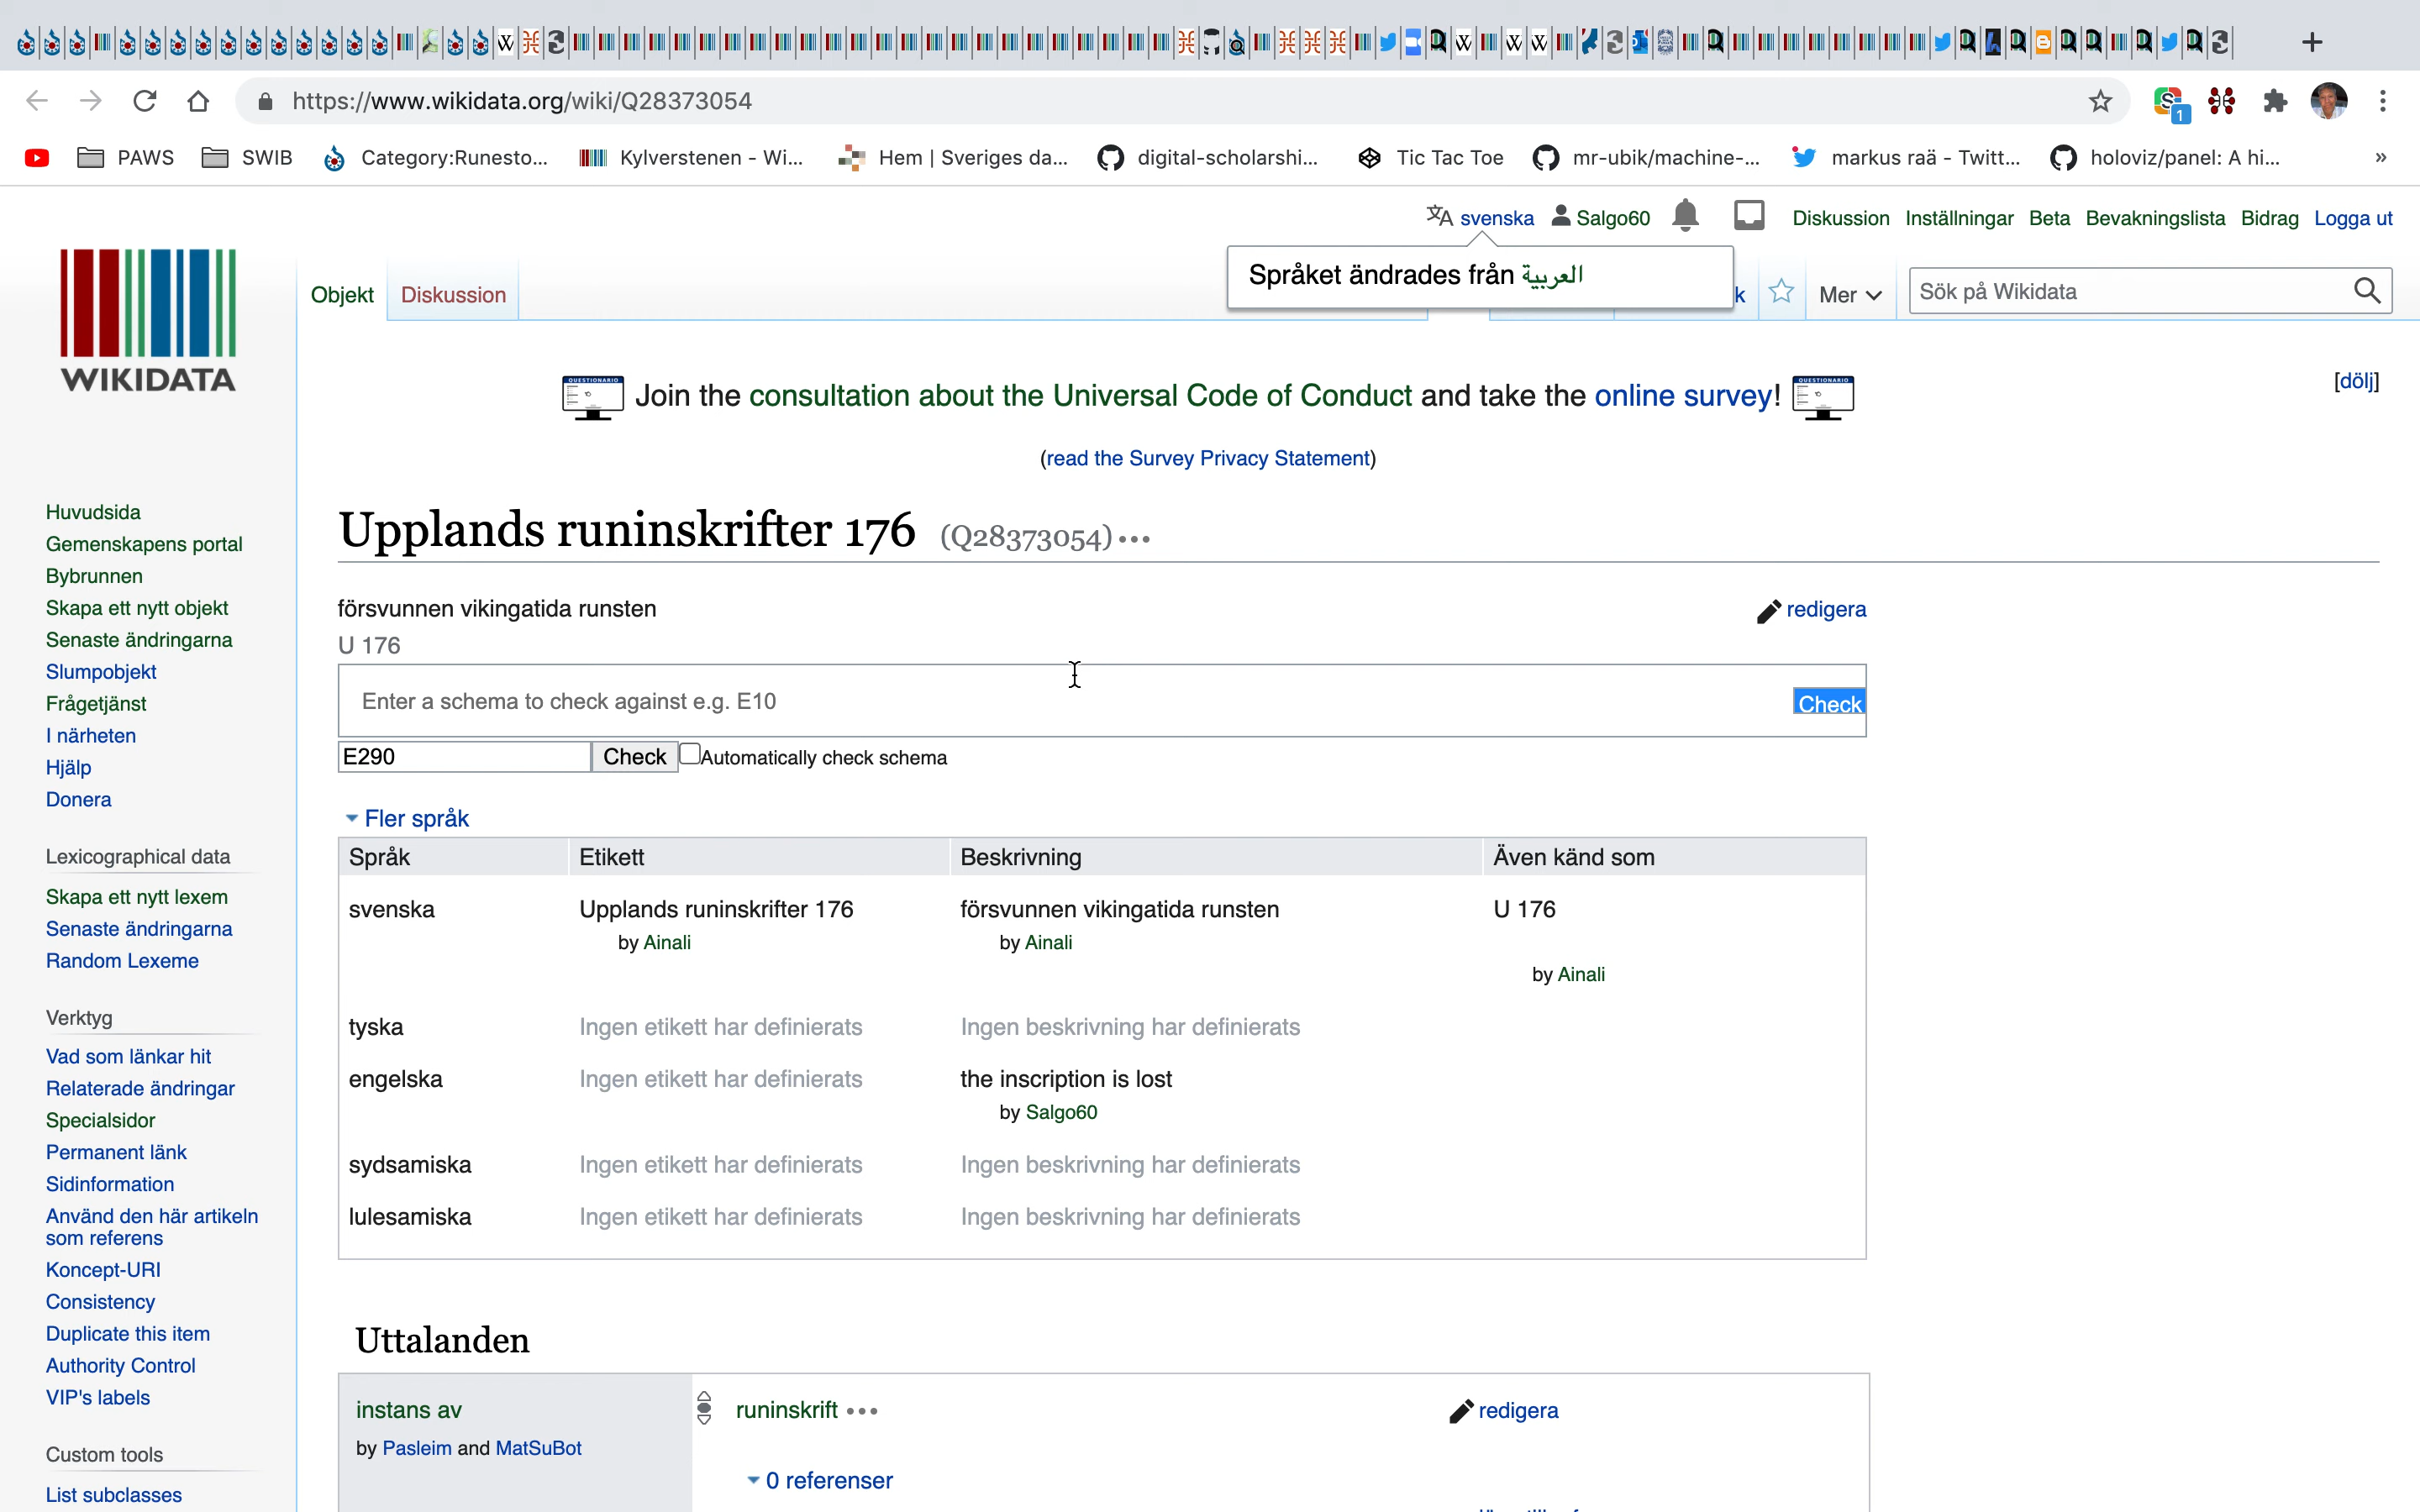 https://www.wikidata.org/wiki/Q28373054
1
PAWS SWIB Category:Runesto... Kylverstenen - Wi... Hem | Sveriges da... digital-scholarshi... Tic Tac Toe mr-ubik/machine-... markus raä - Twitt... holoviz/panel: A hi... »
svenska Salgo60 Diskussion Inställningar Beta Bevakningslista Bidrag Logga ut
Språket ändrades från العربية
WIKIDATA
Objekt Diskussion k Mer Sök på Wikidata
Join the consultation about the Universal Code of Conduct and take the online survey!
[dölj]
(read the Survey Privacy Statement)
Upplands runinskrifter 176 (Q28373054)
försvunnen vikingatida runsten
redigera
U 176
Enter a schema to check against e.g. E10
Check
E290 Check Automatically check schema
Fler språk
Språk Etikett Beskrivning Även känd som
svenska Upplands runinskrifter 176 försvunnen vikingatida runsten U 176
by Ainali by Ainali
by Ainali
tyska Ingen etikett har definierats Ingen beskrivning har definierats
engelska Ingen etikett har definierats the inscription is lost
by Salgo60
sydsamiska Ingen etikett har definierats Ingen beskrivning har definierats
lulesamiska Ingen etikett har definierats Ingen beskrivning har definierats
Uttalanden
instans av
by Pasleim and MatSuBot
runinskrift
redigera
0 referenser
Huvudsida
Gemenskapens portal
Bybrunnen
Skapa ett nytt objekt
Senaste ändringarna
Slumpobjekt
Frågetjänst
I närheten
Hjälp
Donera
Lexicographical data
Skapa ett nytt lexem
Senaste ändringarna
Random Lexeme
Verktyg
Vad som länkar hit
Relaterade ändringar
Specialsidor
Permanent länk
Sidinformation
Använd den här artikeln
som referens
Koncept-URI
Consistency
Duplicate this item
Authority Control
VIP's labels
Custom tools
List subclasses